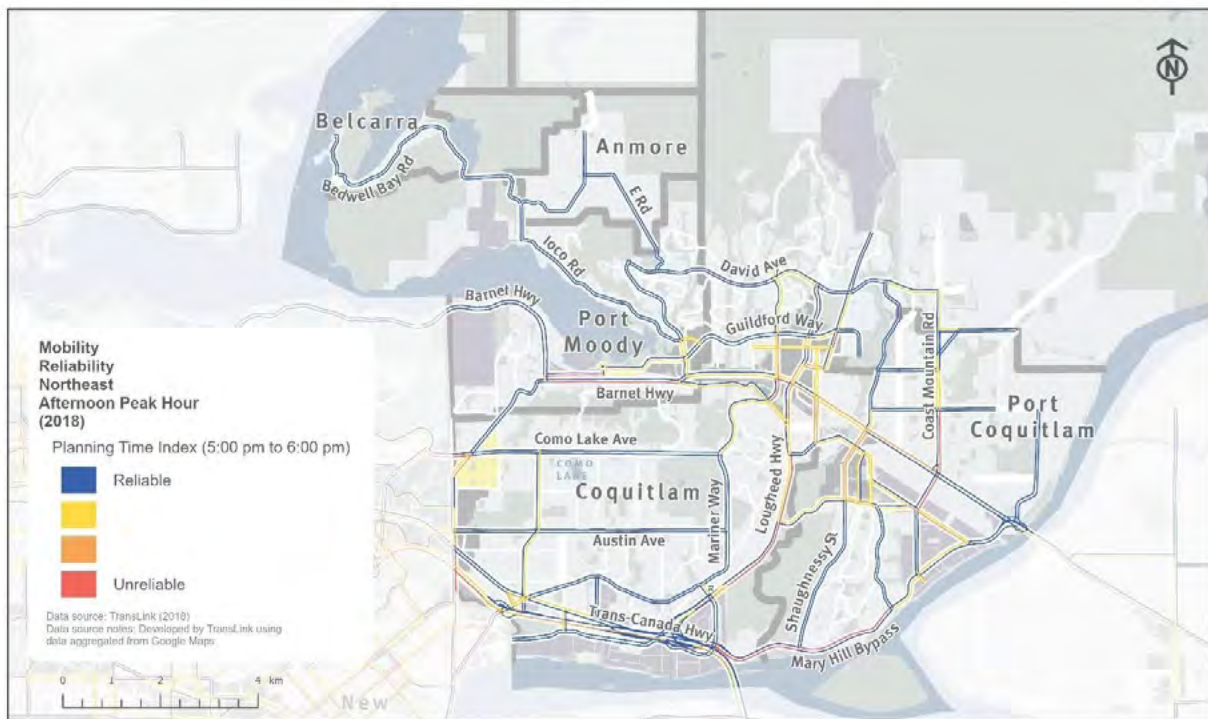 N
Belcarra
Anmore
Bedwell Bay Rd
E Rd
Ioco Rd
David Ave
Barnet Hwy
Port
Moody
Guildford Way
Coast Mountain Rd
Barnet Hwy
Port
Coquitlam
Como Lake Ave
COMO
LAKE
Coquitlam
Mariner Way
Lougheed Hwy
Austin Ave
Shaughnessy St
Trans-Canada Hwy
Mary Hill Bypass
New
Mobility
Reliability
Northeast
Afternoon Peak Hour
(2018)
Planning Time Index (5:00 pm to 6:00 pm)
Reliable
Unreliable
Data source: TransLink (2018)
Data source notes: Developed by TransLink using
data aggregated from Google Maps
0 1 2 4 km